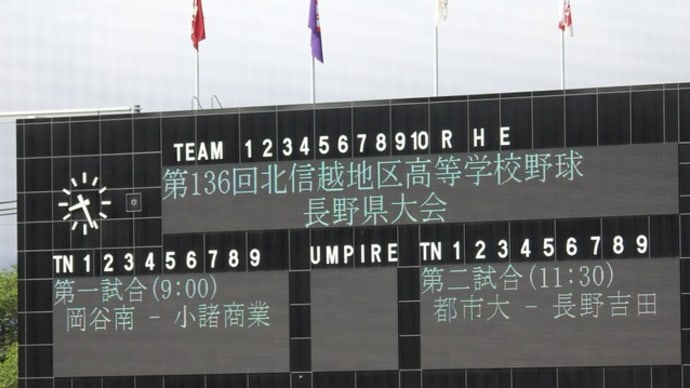 TEAM 1 2 3 4 5 6 7 8 9 10 R H E
第136回北信越地区高等学校野球
長野県大会
TN 1 2 3 4 5 6 7 8 9
第一試合(9:00)
岡谷南 - 小諸商業
UMPIRE
TN 1 2 3 4 5 6 7 8 9
第二試合(11:30)
都市大 - 長野吉田